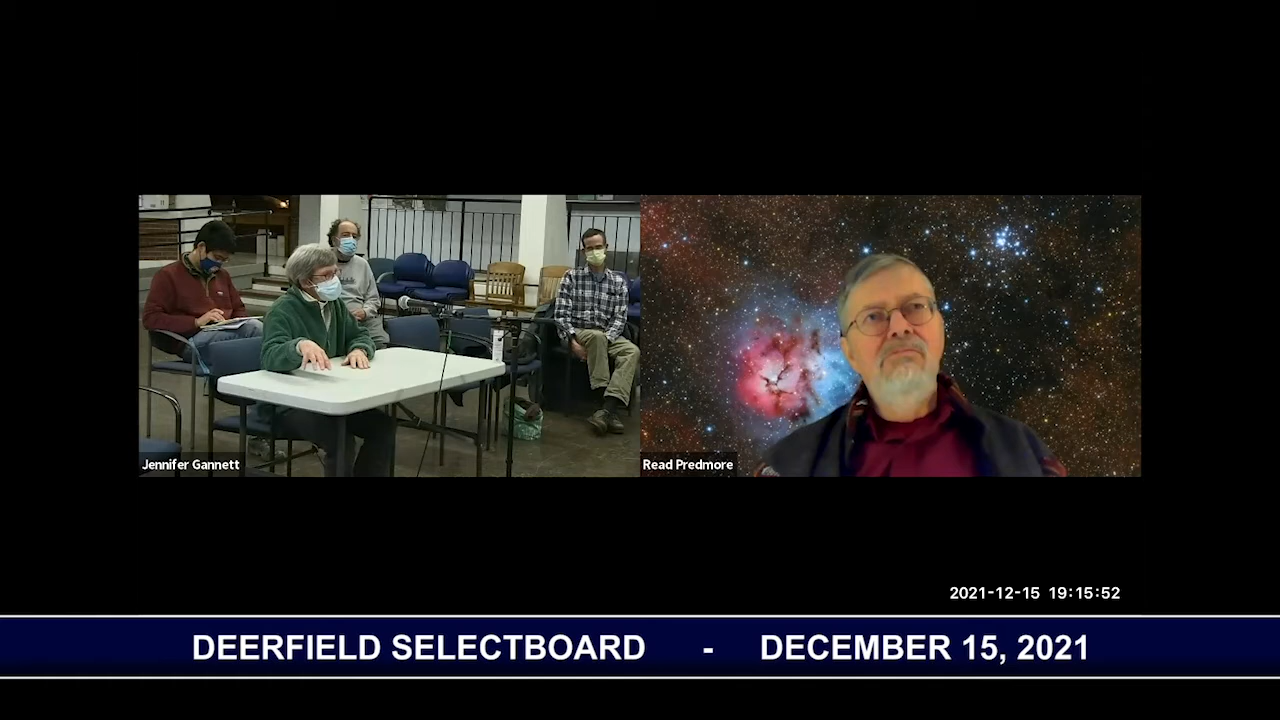 Jennifer Gannett
Read Predmore
2021-12-15 19:15:52
DEERFIELD SELECTBOARD - DECEMBER 15, 2021